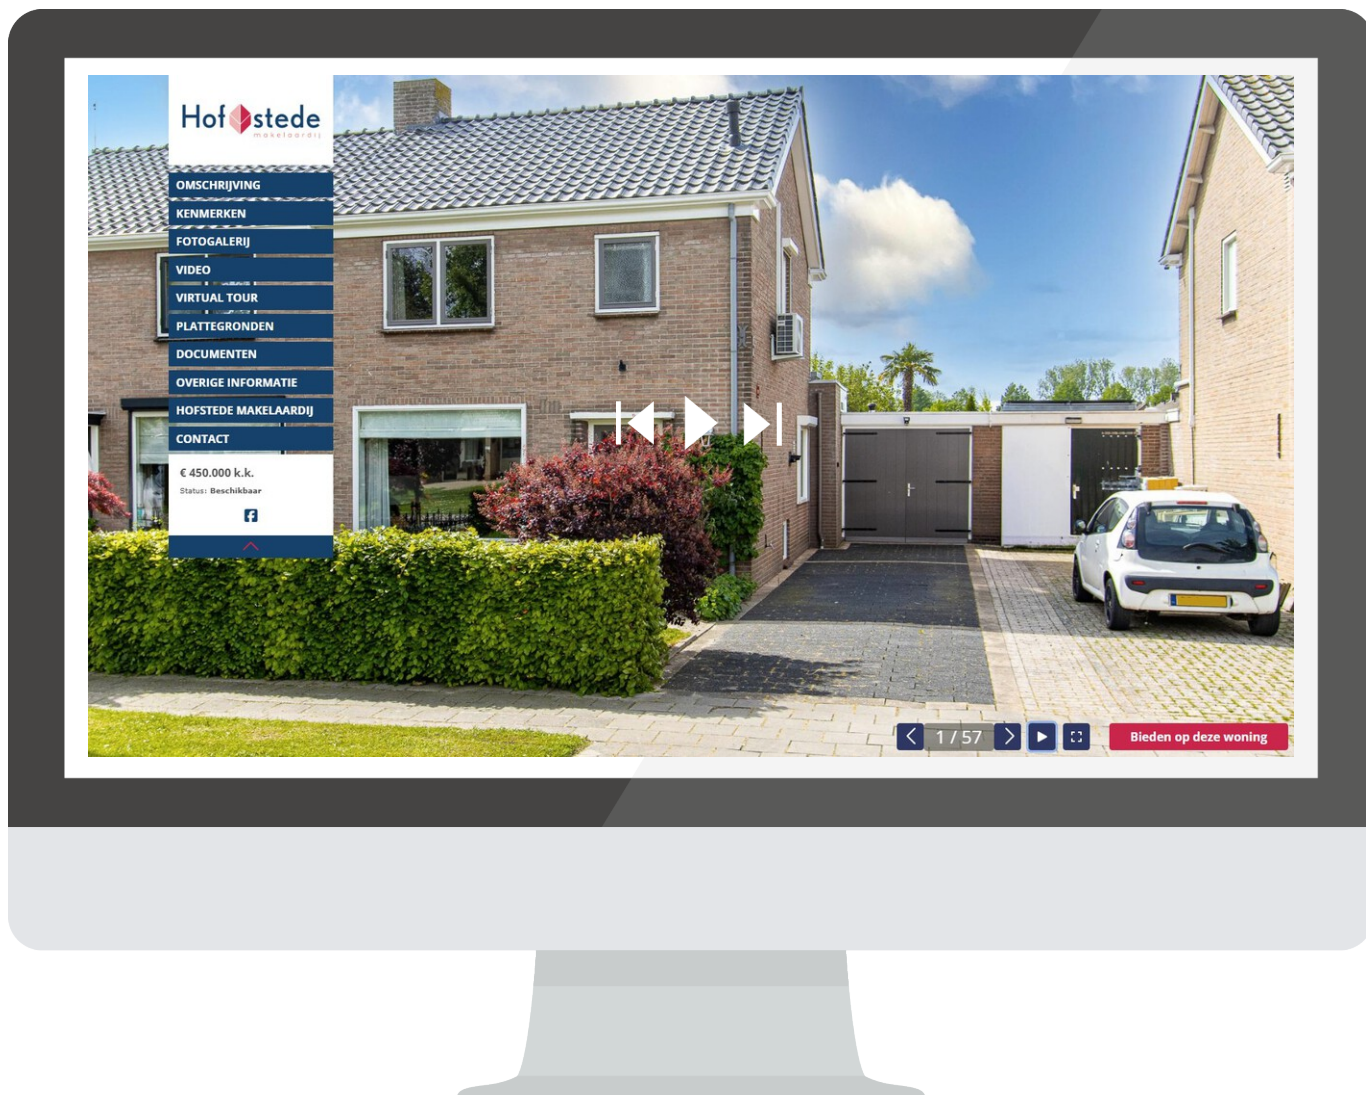 Hofstede
makelaardij
OMSCHRIJVING
KENMERKEN
FOTOGALERIJ
VIDEO
VIRTUAL TOUR
PLATTEGRONDEN
DOCUMENTEN
OVERIGE INFORMATIE
HOFSTEDE MAKELAARDIJ
CONTACT
€ 450.000 k.k.
Status: Beschikbaar
1 / 57
Bieden op deze woning